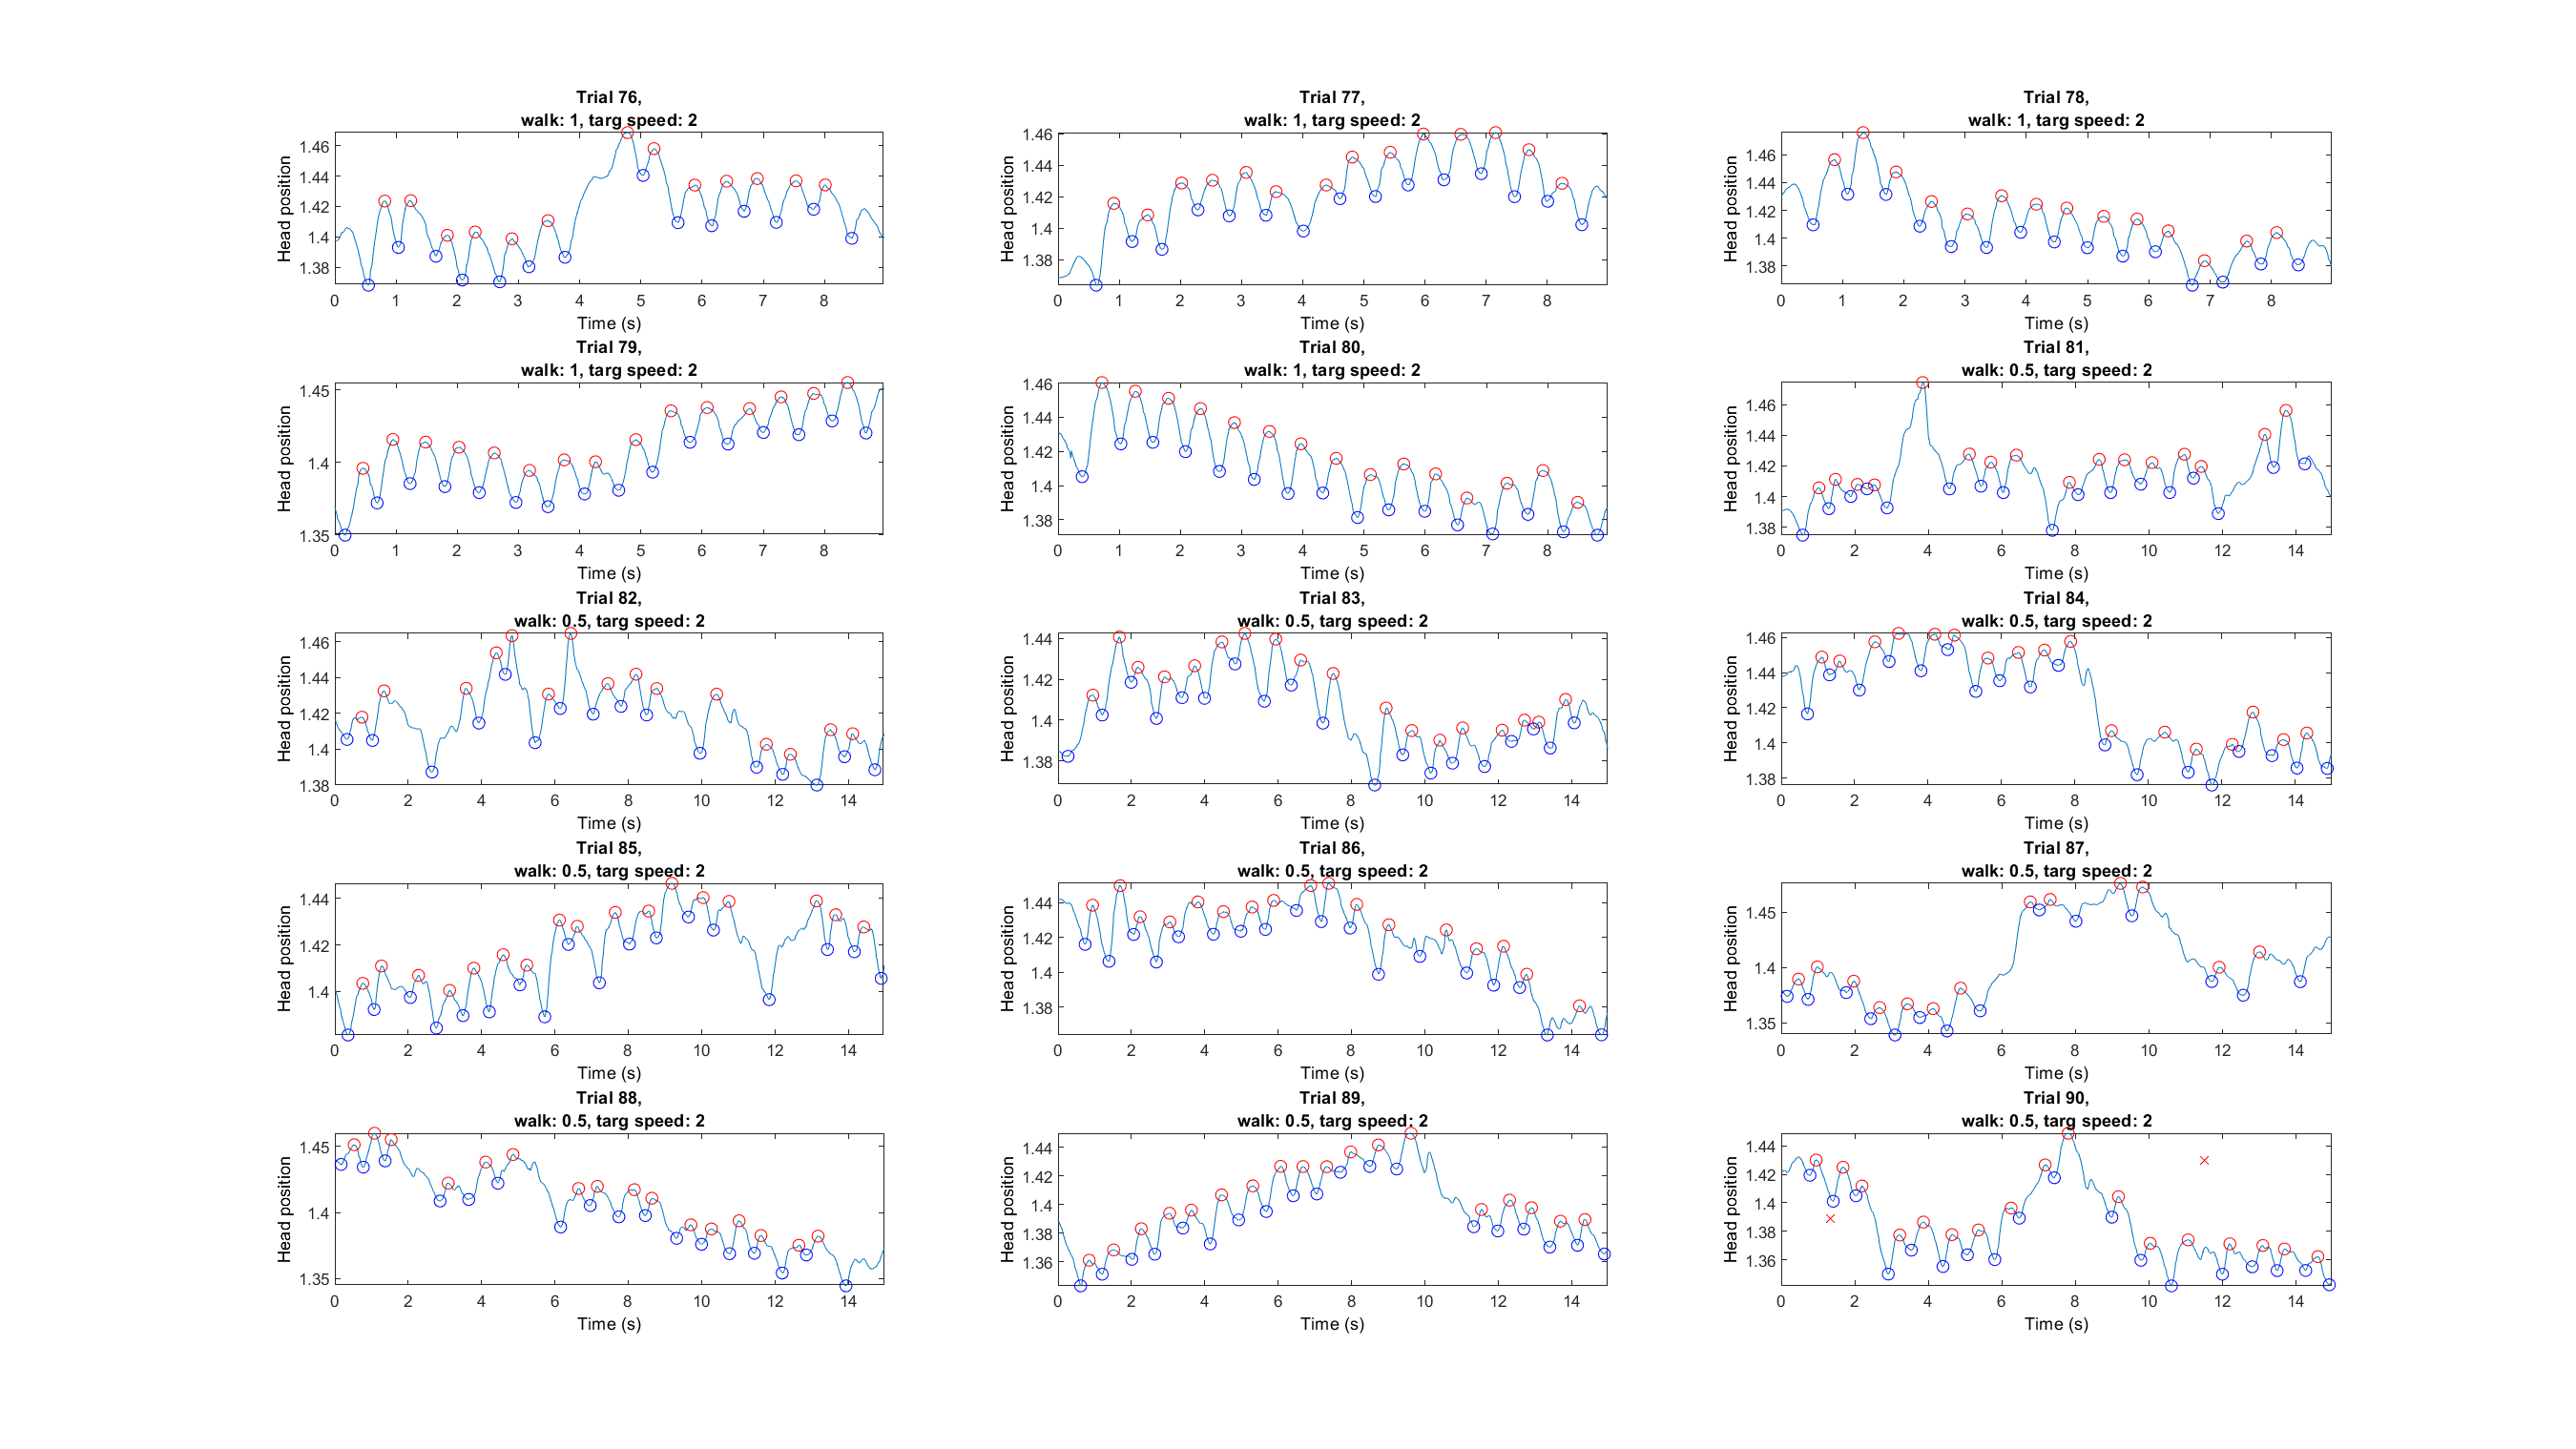 Trial 76,
walk: 1, targ speed: 2
Head position
1.46
1.44
1.42
1.4
1.38
0 1 2 3 4 5 6 7 8
Time (s)
Trial 77,
walk: 1, targ speed: 2
Head position
1.46
1.44
1.42
1.4
1.38
0 1 2 3 4 5 6 7 8
Time (s)
Trial 78,
walk: 1, targ speed: 2
Head position
1.46
1.44
1.42
1.4
1.38
0 1 2 3 4 5 6 7 8
Time (s)
Trial 79,
walk: 1, targ speed: 2
Head position
1.45
1.4
1.35
0 1 2 3 4 5 6 7 8
Time (s)
Trial 80,
walk: 1, targ speed: 2
Head position
1.46
1.44
1.42
1.4
1.38
0 1 2 3 4 5 6 7 8
Time (s)
Trial 81,
walk: 0.5, targ speed: 2
Head position
1.46
1.44
1.42
1.4
1.38
0 2 4 6 8 10 12 14
Time (s)
Trial 82,
walk: 0.5, targ speed: 2
Head position
1.46
1.44
1.42
1.4
1.38
0 2 4 6 8 10 12 14
Time (s)
Trial 83,
walk: 0.5, targ speed: 2
Head position
1.44
1.42
1.4
1.38
0 2 4 6 8 10 12 14
Time (s)
Trial 84,
walk: 0.5, targ speed: 2
Head position
1.46
1.44
1.42
1.4
1.38
0 2 4 6 8 10 12 14
Time (s)
Trial 85,
walk: 0.5, targ speed: 2
Head position
1.44
1.42
1.4
0 2 4 6 8 10 12 14
Time (s)
Trial 86,
walk: 0.5, targ speed: 2
Head position
1.44
1.42
1.4
1.38
0 2 4 6 8 10 12 14
Time (s)
Trial 87,
walk: 0.5, targ speed: 2
Head position
1.45
1.4
1.35
0 2 4 6 8 10 12 14
Time (s)
Trial 88,
walk: 0.5, targ speed: 2
Head position
1.45
1.4
1.35
0 2 4 6 8 10 12 14
Time (s)
Trial 89,
walk: 0.5, targ speed: 2
Head position
1.44
1.42
1.4
1.38
1.36
0 2 4 6 8 10 12 14
Time (s)
Trial 90,
walk: 0.5, targ speed: 2
Head position
1.44
1.42
1.4
1.38
1.36
0 2 4 6 8 10 12 14
Time (s)